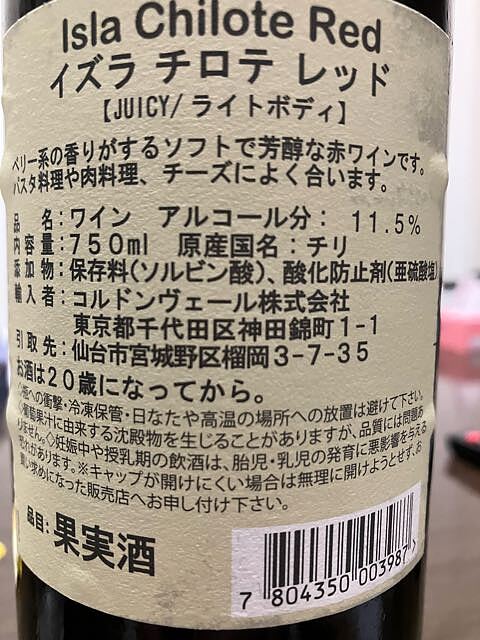 Isla Chilote Red
イズラ チロテ レッド
【JUICY/ライトボディ】
ベリー系の香りがするソフトで芳醇な赤ワインです。
パスタ料理や肉料理、チーズによく合います。
品名:ワイン アルコール分: 11.5%
内容量:750ml 原産国名:チリ
添加物:保存料(ソルビン酸)、酸化防止剤(亜硫酸塩)
輸入者:コルドンヴェール株式会社
東京都千代田区神田錦町1-1
引取先:仙台市宮城野区榴岡3-7-35
お酒は20歳になってから。
への衝撃・冷凍保管・日なたや高温の場所への放置は避けて下さい。
葡萄果汁に由来する沈殿物を生じることがありますが、品質には問題あ
りません。◇妊娠中や授乳期の飲酒は、胎児・乳児の発育に悪影響を与える
恐れがあります。※キャップが開けにくい場合は無理に開けようとせず、お
買い求めになった販売店へお申し付け下さい。
品目:果実酒
7 804350 003987 >